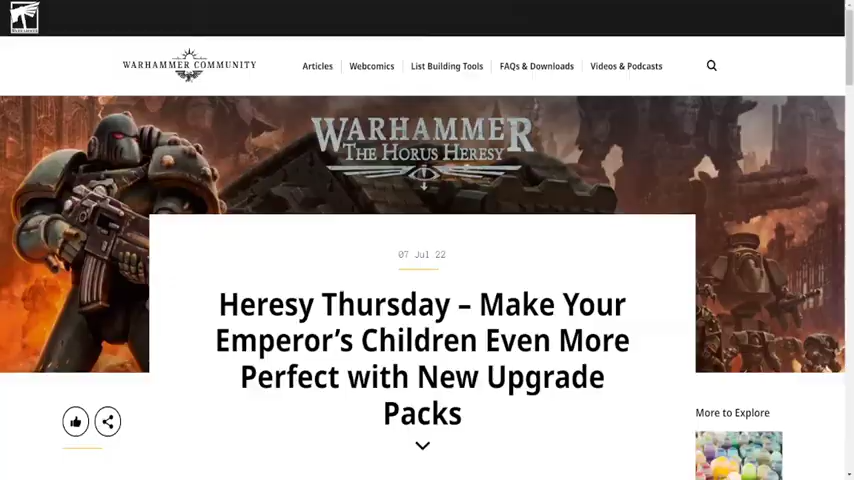 WARHAMMER COMMUNITY
Articles
Webcomics
List Building Tools
FAQs & Downloads
Videos & Podcasts
WARHAMMER
THE HORUS HERESY
07 Jul 22
Heresy Thursday – Make Your
Emperor's Children Even More
Perfect with New Upgrade
Packs
More to Explore